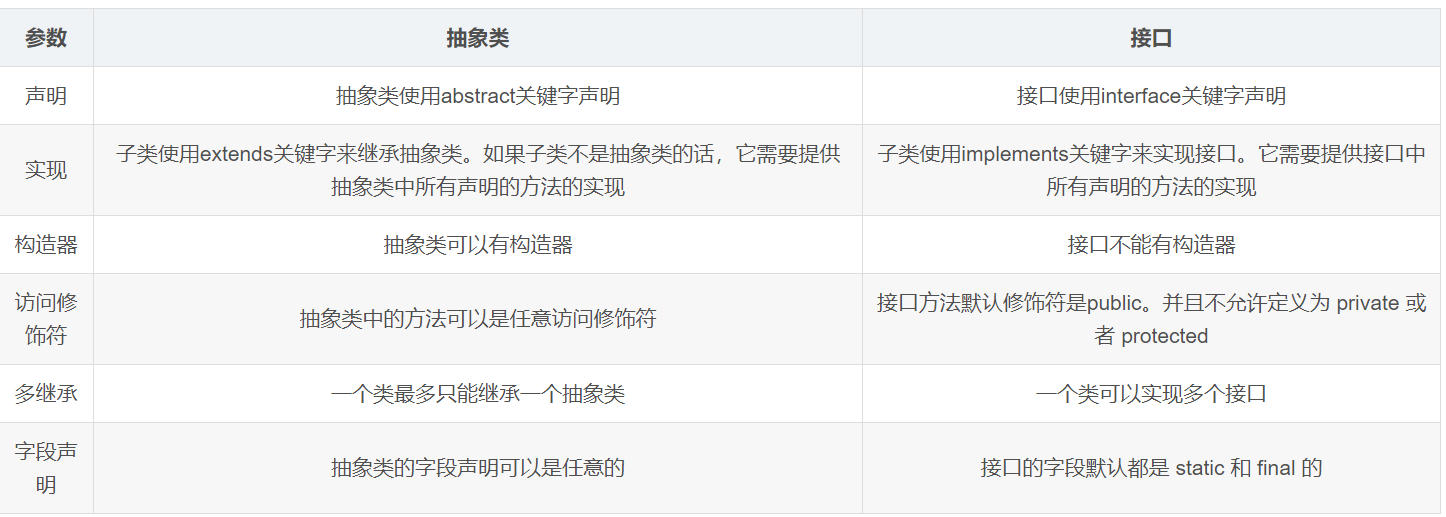 参数 抽象类 接口
声明 抽象类使用abstract关键字声明 接口使用interface关键字声明
实现
子类使用extends关键字来继承抽象类。如果子类不是抽象类的话，它需要提供
抽象类中所有声明的方法的实现
子类使用implements关键字来实现接口。它需要提供接口中
所有声明的方法的实现
构造器 抽象类可以有构造器 接口不能有构造器
访问修
饰符
抽象类中的方法可以是任意访问修饰符
接口方法默认修饰符是public。并且不允许定义为 private 或
者 protected
多继承 一个类最多只能继承一个抽象类 一个类可以实现多个接口
字段声
明
抽象类的字段声明可以是任意的
接口的字段默认都是 static 和 final 的